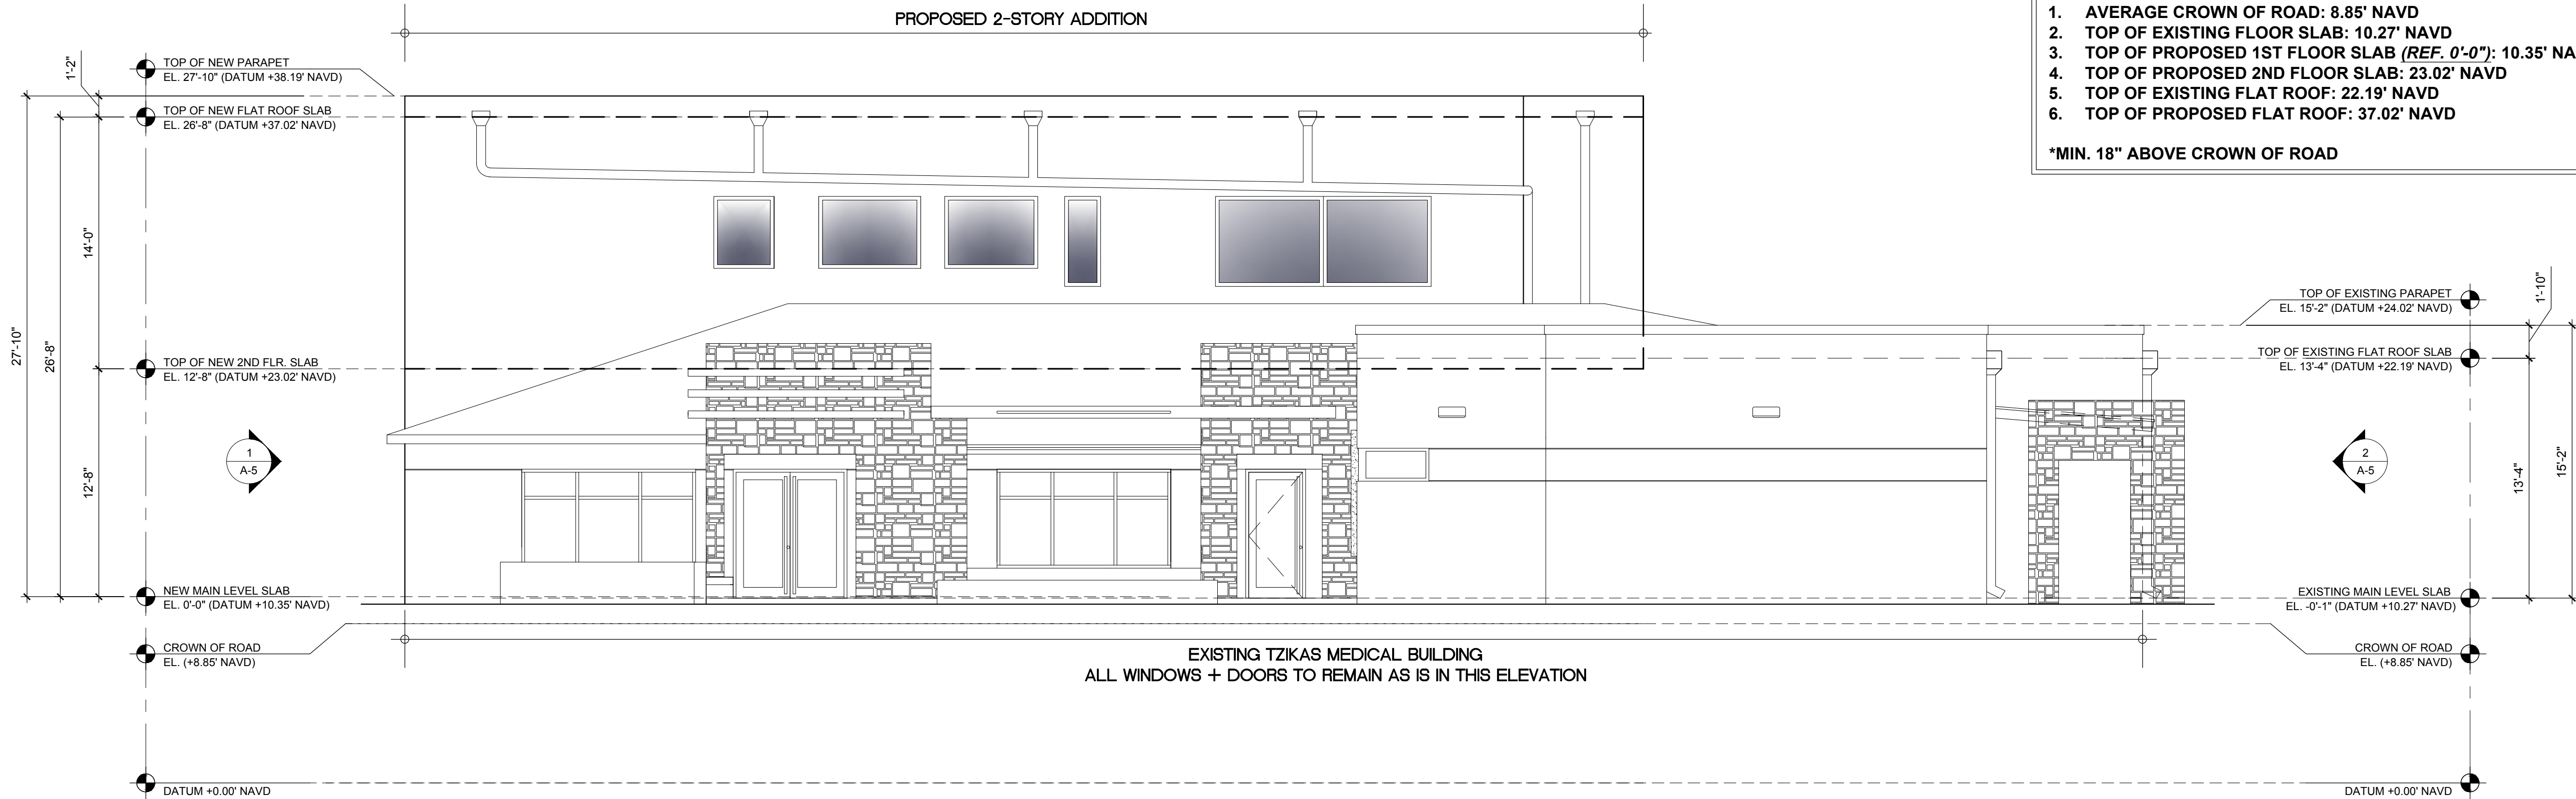 PROPOSED 2-STORY ADDITION
1. AVERAGE CROWN OF ROAD: 8.85' NAVD
2. TOP OF EXISTING FLOOR SLAB: 10.27' NAVD
3. TOP OF PROPOSED 1ST FLOOR SLAB (REF. 0'-0"): 10.35' NA
4. TOP OF PROPOSED 2ND FLOOR SLAB: 23.02' NAVD
5. TOP OF EXISTING FLAT ROOF: 22.19' NAVD
6. TOP OF PROPOSED FLAT ROOF: 37.02' NAVD
*MIN. 18" ABOVE CROWN OF ROAD
TOP OF NEW PARAPET
EL. 27'-10" (DATUM +38.19' NAVD)
TOP OF NEW FLAT ROOF SLAB
EL. 26'-8" (DATUM +37.02' NAVD)
TOP OF NEW 2ND FLR. SLAB
EL. 12'-8" (DATUM +23.02' NAVD)
NEW MAIN LEVEL SLAB
EL. 0'-0" (DATUM +10.35' NAVD)
CROWN OF ROAD
EL. (+8.85' NAVD)
DATUM +0.00' NAVD
1'-2"
14'-0"
27'-10"
26'-8"
12'-8"
1
A-5
TOP OF EXISTING PARAPET
EL. 15'-2" (DATUM +24.02' NAVD)
TOP OF EXISTING FLAT ROOF SLAB
EL. 13'-4" (DATUM +22.19' NAVD)
EXISTING MAIN LEVEL SLAB
EL. -0'-1" (DATUM +10.27' NAVD)
CROWN OF ROAD
EL. (+8.85' NAVD)
DATUM +0.00' NAVD
1'-10"
13'-4"
15'-2"
2
A-5
EXISTING TZIKAS MEDICAL BUILDING
ALL WINDOWS + DOORS TO REMAIN AS IS IN THIS ELEVATION